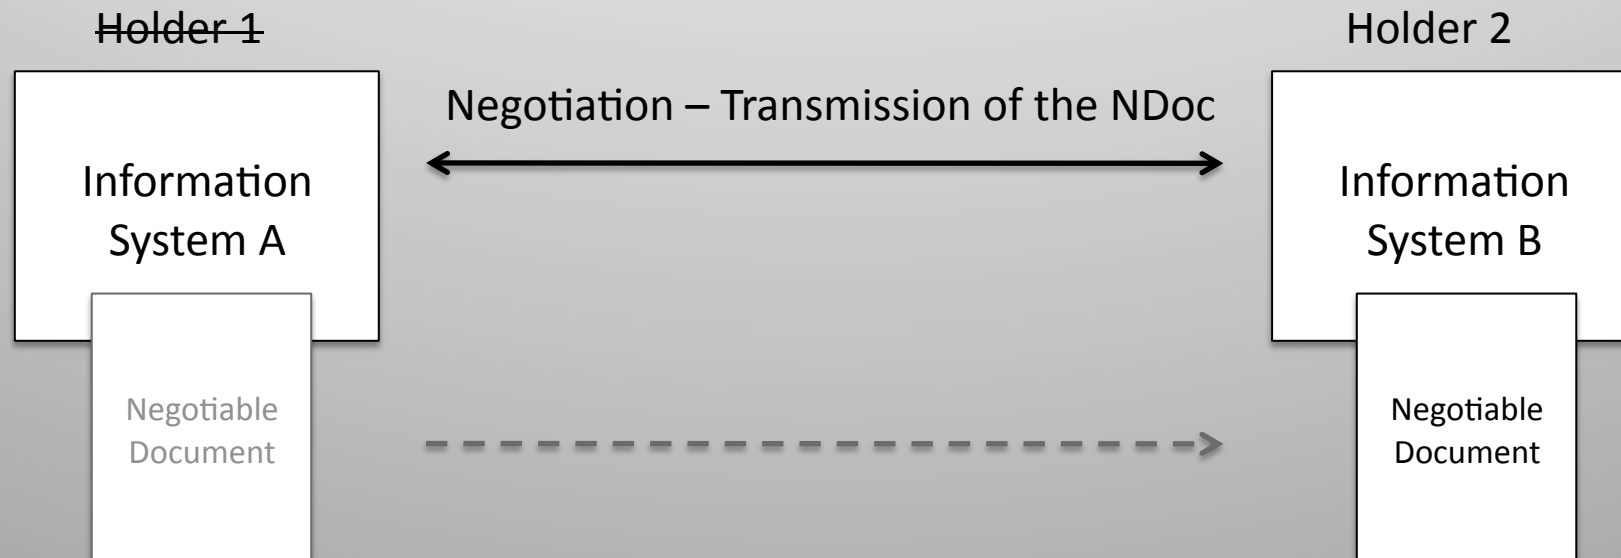 Holder 1
Holder 2
Negotiation – Transmission of the NDoc
Information
System A
Information
System B
Negotiable
Document
Negotiable
Document